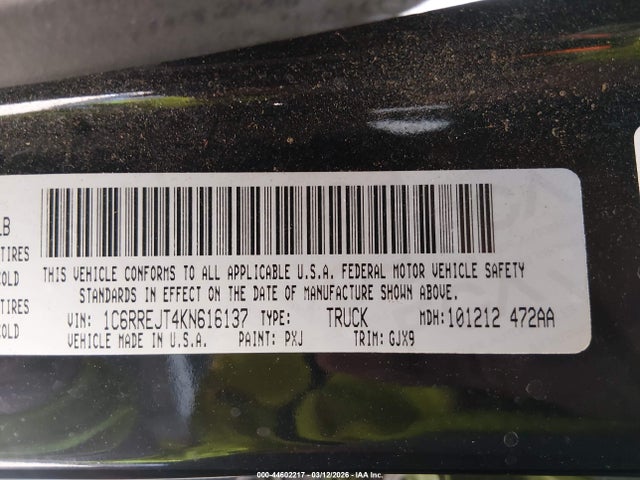 LB
TIRES
COLD
TIRES
COLD
THIS VEHICLE CONFORMS TO ALL APPLICABLE U.S.A. FEDERAL MOTOR VEHICLE SAFETY
STANDARDS IN EFFECT ON THE DATE OF MANUFACTURE SHOWN ABOVE.
VIN: 1C6RREJT4KN616137 TYPE: TRUCK MDH:101212 472AA
VEHICLE MADE IN U.S.A. PAINT: PXJ TRIM: GJX9
000-44602217 - 03/12/2026 - IAA Inc.